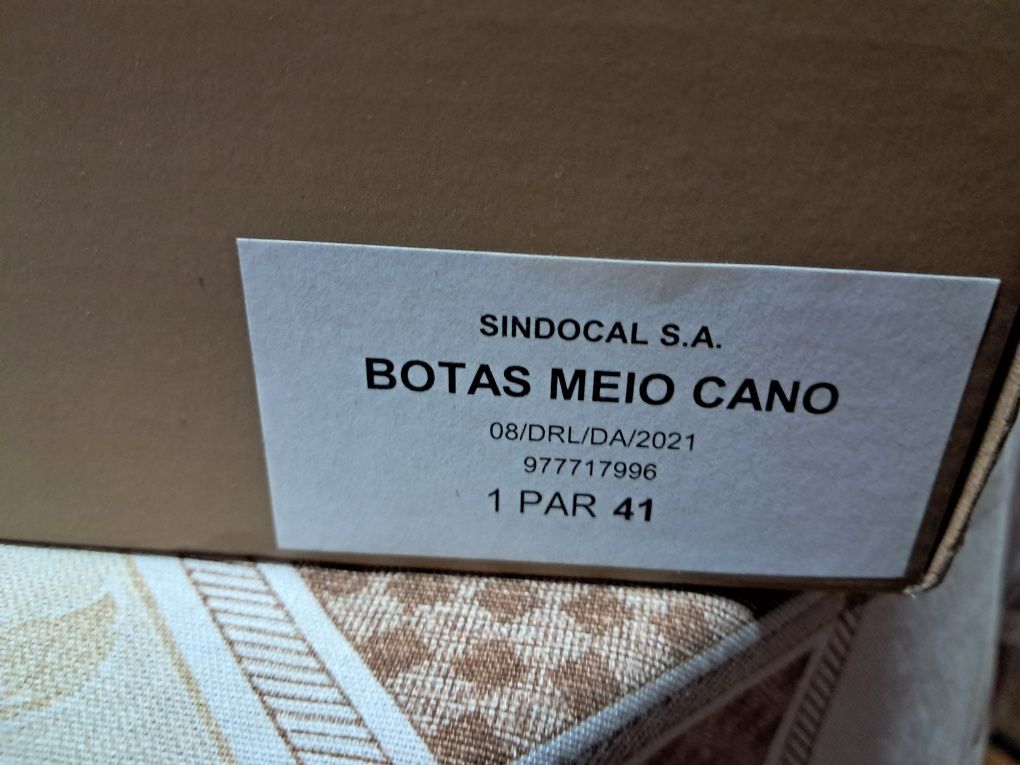 SINDOCAL S.A.
BOTAS MEIO CANO
08/DRL/DA/2021
977717996
1 PAR 41